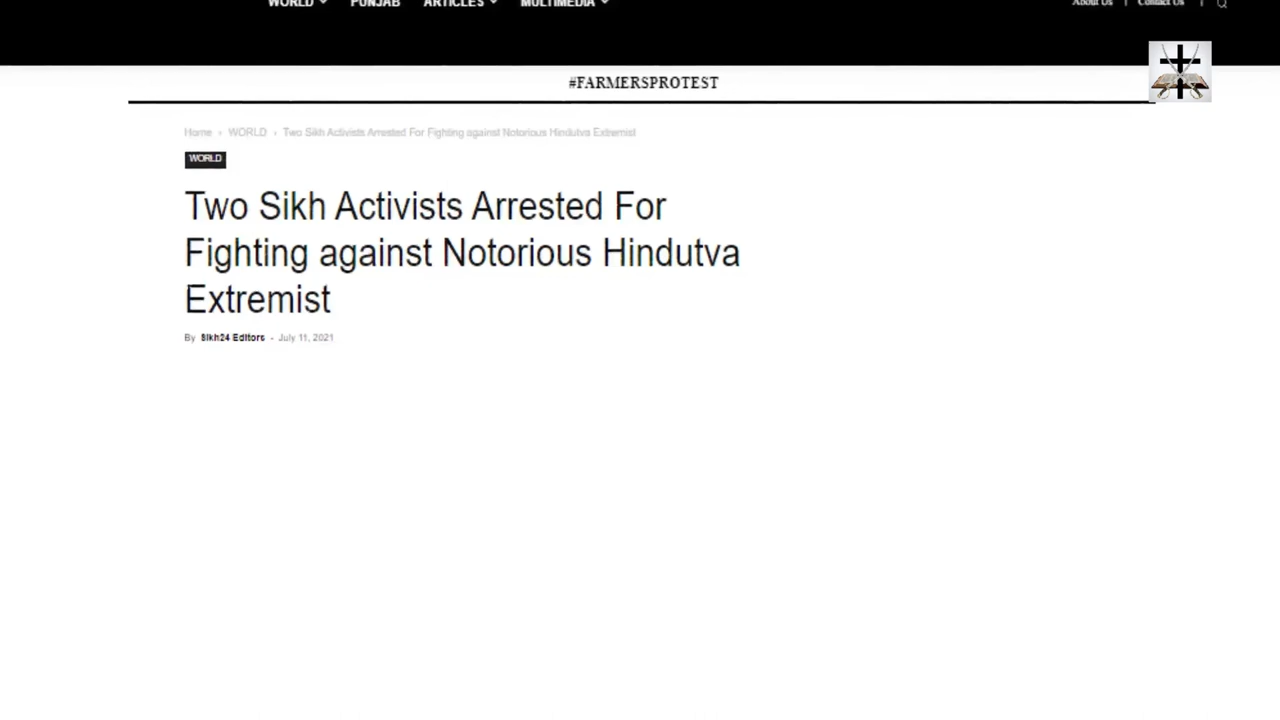 WORLD PUNJAB ARTICLES MULTIMEDIA About Us | Contact Us |
#FARMERSPROTEST
Home › WORLD › Two Sikh Activists Arrested For Fighting against Notorious Hindutva Extremist
WORLD
Two Sikh Activists Arrested For
Fighting against Notorious Hindutva
Extremist
By Sikh24 Editors - July 11, 2021